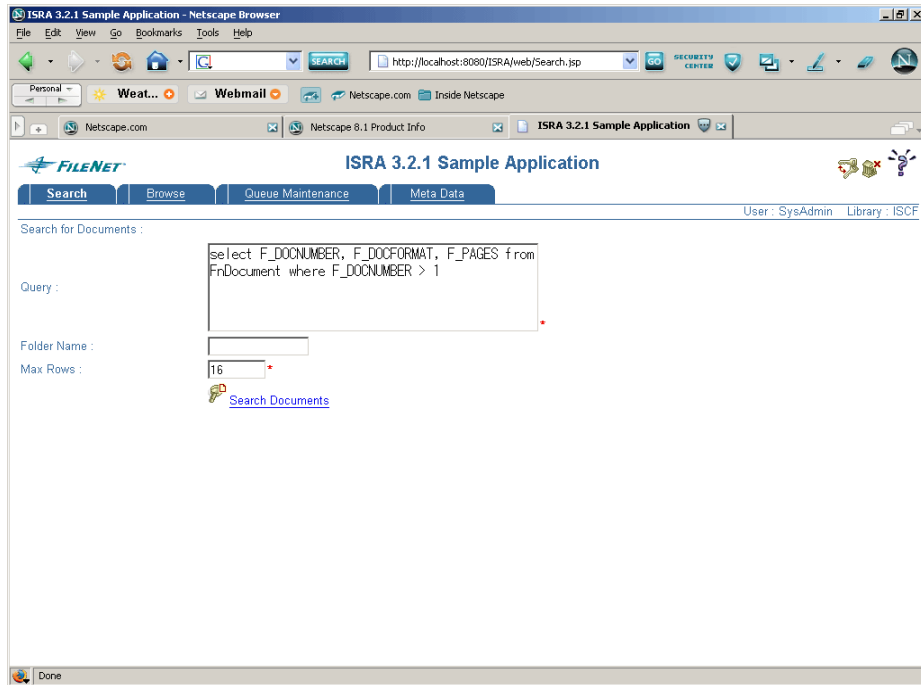 ISRA 3.2.1 Sample Application - Netscape Browser
File Edit View Go Bookmarks Tools Help
SEARCH http://localhost:8080/ISRA/web/Search.jsp GO SECURITY CENTER
Personal Weat... Webmail Netscape.com Inside Netscape
Netscape.com Netscape 8.1 Product Info ISRA 3.2.1 Sample Application
FILENET ISRA 3.2.1 Sample Application
Search Browse Queue Maintenance Meta Data
User : SysAdmin Library : ISCF
Search for Documents :
select F_DOCNUMBER, F_DOCFORMAT, F_PAGES from
FnDocument where F_DOCNUMBER > 1
Query :
*
Folder Name :
Max Rows : 16 *
Search Documents
Done